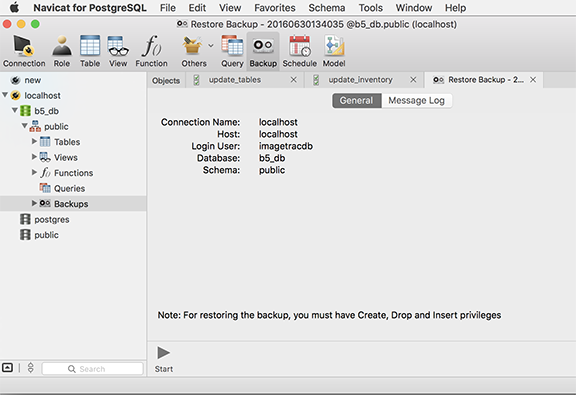 Navicat for PostgreSQL File Edit View Favorites Schema Tools Window Help
Restore Backup - 20160630134035 @b5_db.public (localhost)
Connection Role Table View Function Others Query Backup Schedule Model
new
localhost
b5_db
public
Tables
Views
Functions
Queries
Backups
postgres
public
Search
Objects update_tables update_inventory Restore Backup - 2...
General Message Log
Connection Name: localhost
Host: localhost
Login User: imagetracdb
Database: b5_db
Schema: public
Note: For restoring the backup, you must have Create, Drop and Insert privileges
Start